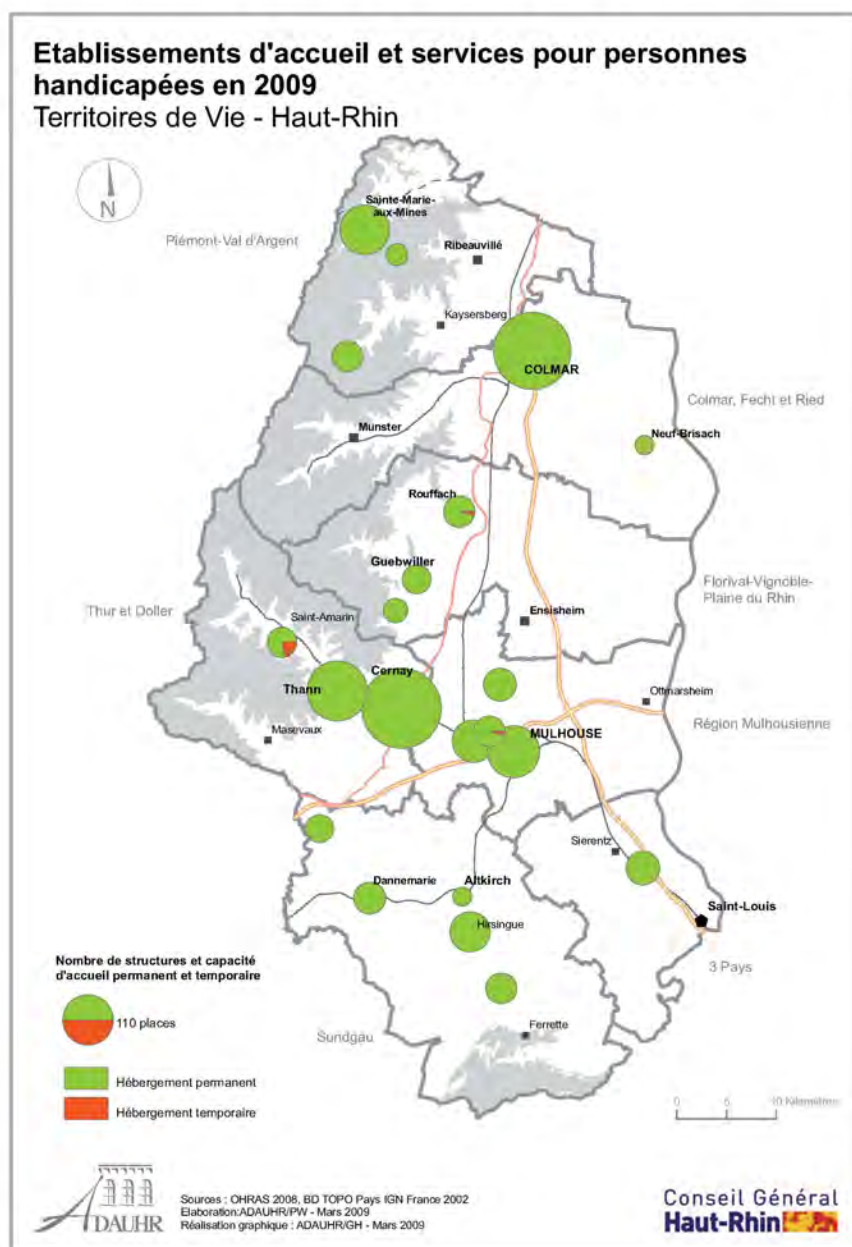 Etablissements d'accueil et services pour personnes
handicapées en 2009
Territoires de Vie - Haut-Rhin
N
Sainte-Marie-
aux-Mines
Piémont-Val d'Argent
Ribeauvillé
Kaysersberg
COLMAR
Colmar, Fecht et Ried
Munster
Neuf-Brisach
Rouffach
Guebwiller
Florival-Vignoble-
Plaine du Rhin
Thur et Doller
Ensisheim
Saint-Amarin
Cernay
Thann
Ottmarsheim
MULHOUSE
Région Mulhousienne
Masevaux
Sierentz
Dannemarie
Altkirch
Saint-Louis
Hirsingue
3 Pays
Nombre de structures et capacité
d'accueil permanent et temporaire
110 places
Ferrette
Sundgau
Hébergement permanent
Hébergement temporaire
0 5 10 Kilomètres
ADAUHR
Sources : OHRAS 2008, BD TOPO Pays IGN France 2002
Elaboration:ADAUHR/PW - Mars 2009
Réalisation graphique : ADAUHR/GH - Mars 2009
Conseil Général
Haut-Rhin